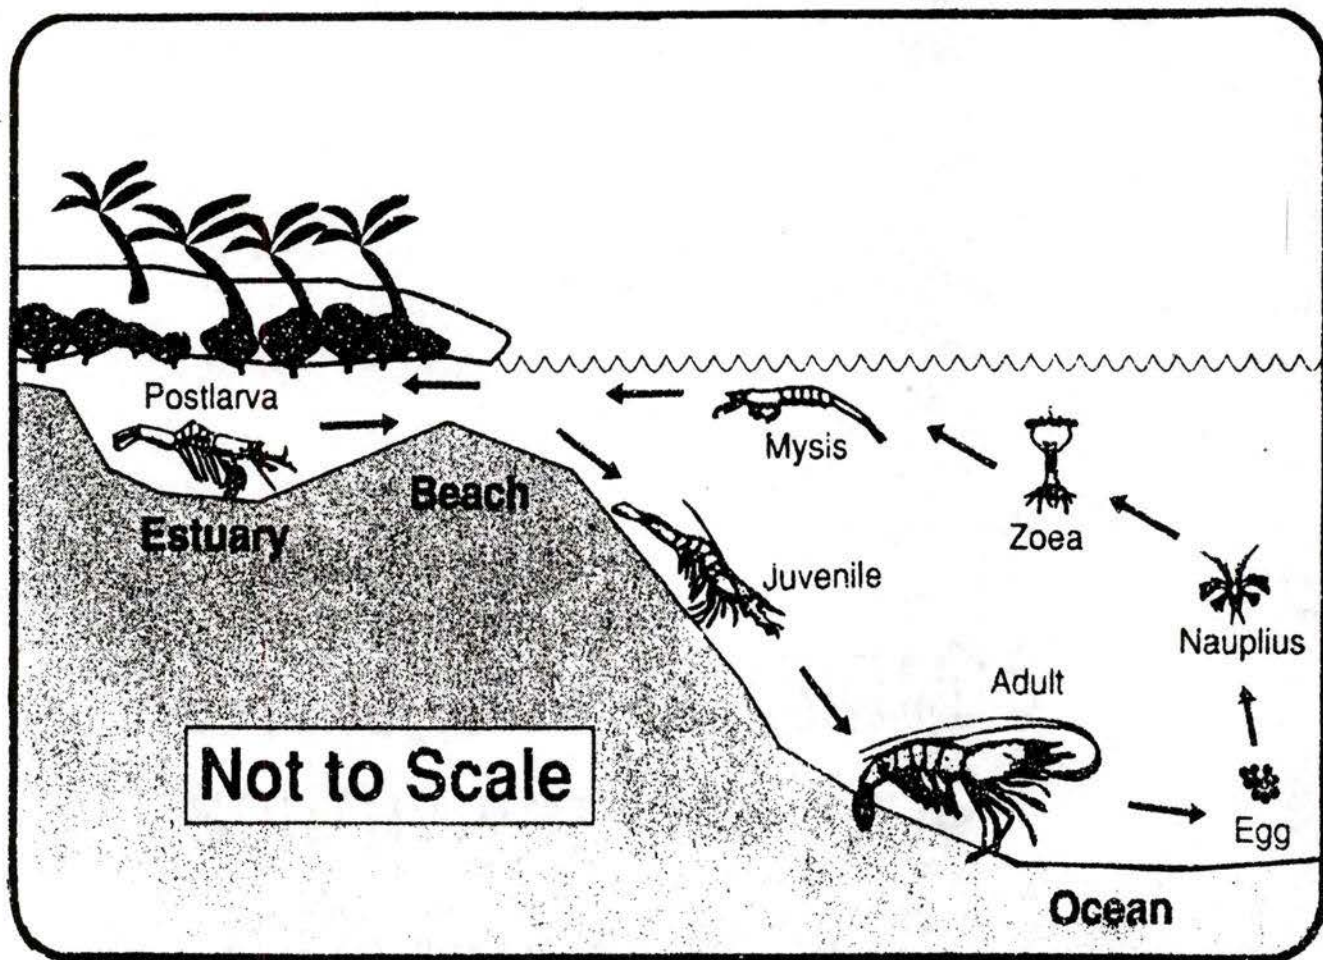 Postlarva
Mysis
Beach
Estuary
Zoea
Juvenile
Nauplius
Adult
Not to Scale
Egg
Ocean